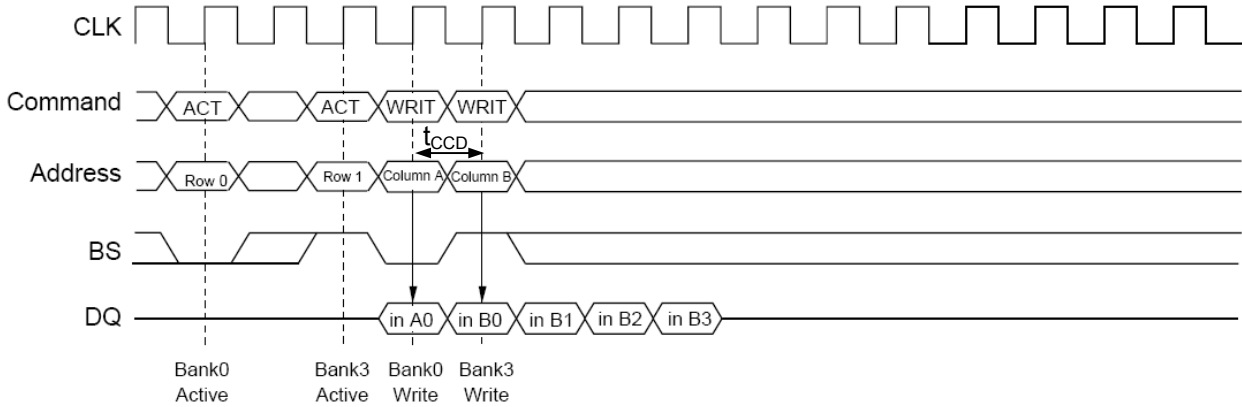 CLK
Command ACT ACT WRIT WRIT
tCCD
Address Row 0 Row 1 Column A Column B
BS
DQ in A0 in B0 in B1 in B2 in B3
Bank0 Bank3 Bank0 Bank3
Active Active Write Write